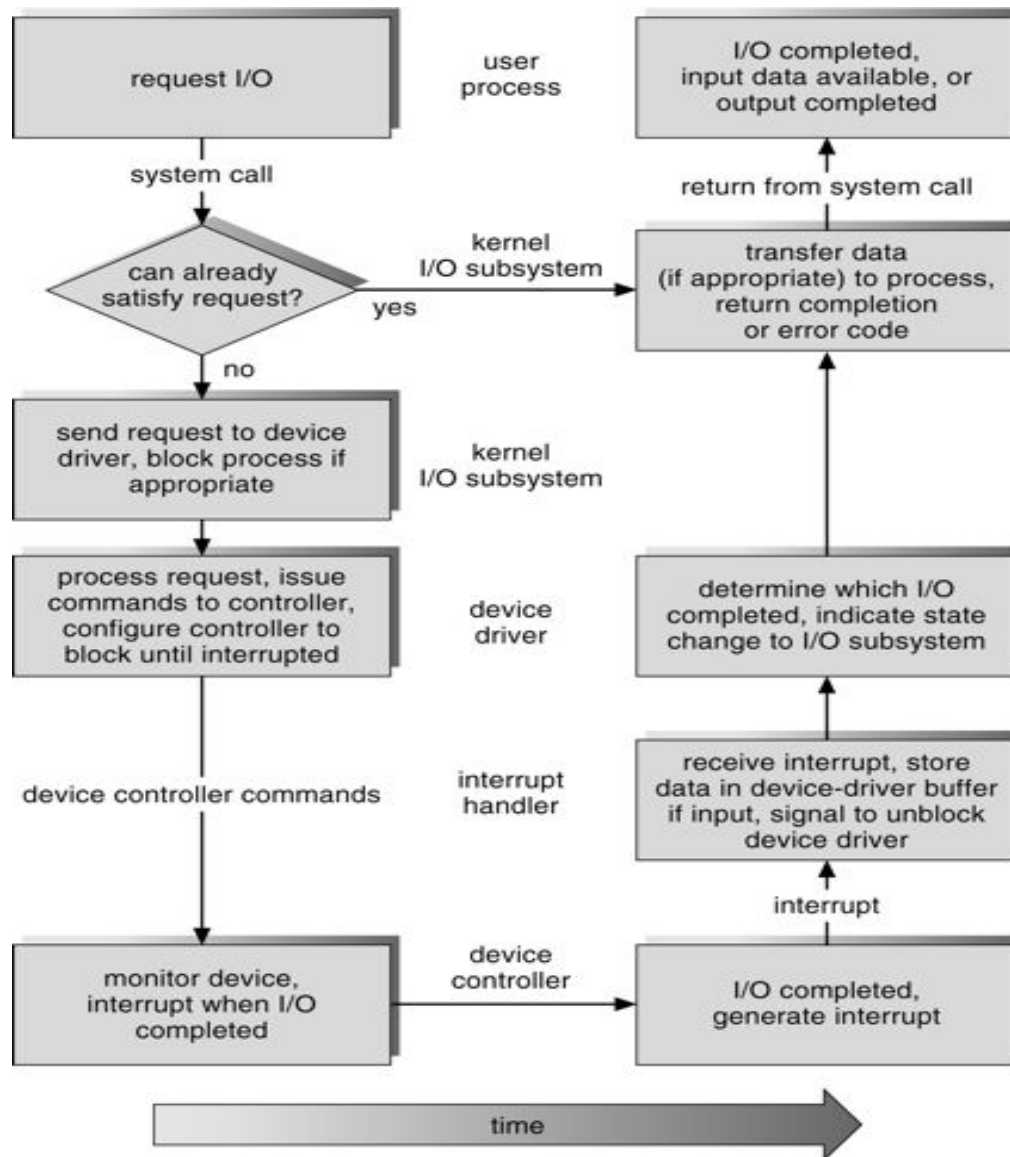 request I/O
user
process
I/O completed,
input data available, or
output completed
system call
return from system call
can already
satisfy request?
kernel
I/O subsystem
yes
transfer data
(if appropriate) to process,
return completion
or error code
no
send request to device
driver, block process if
appropriate
kernel
I/O subsystem
process request, issue
commands to controller,
configure controller to
block until interrupted
device
driver
determine which I/O
completed, indicate state
change to I/O subsystem
device controller commands
interrupt
handler
receive interrupt, store
data in device-driver buffer
if input, signal to unblock
device driver
interrupt
monitor device,
interrupt when I/O
completed
device
controller
I/O completed,
generate interrupt
time